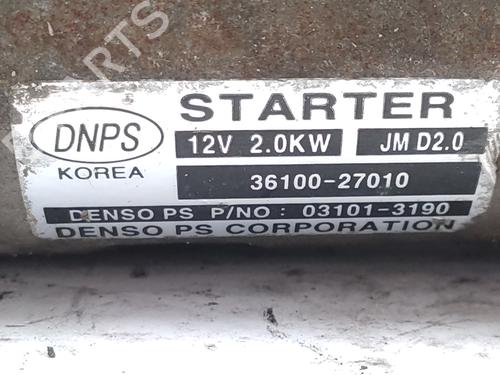 STARTER
DNPS
KOREA
12V 2.0KW JM D2.0
36100-27010
DENSO PS P/NO : 03101-3190
DENSO PS CORPORATION